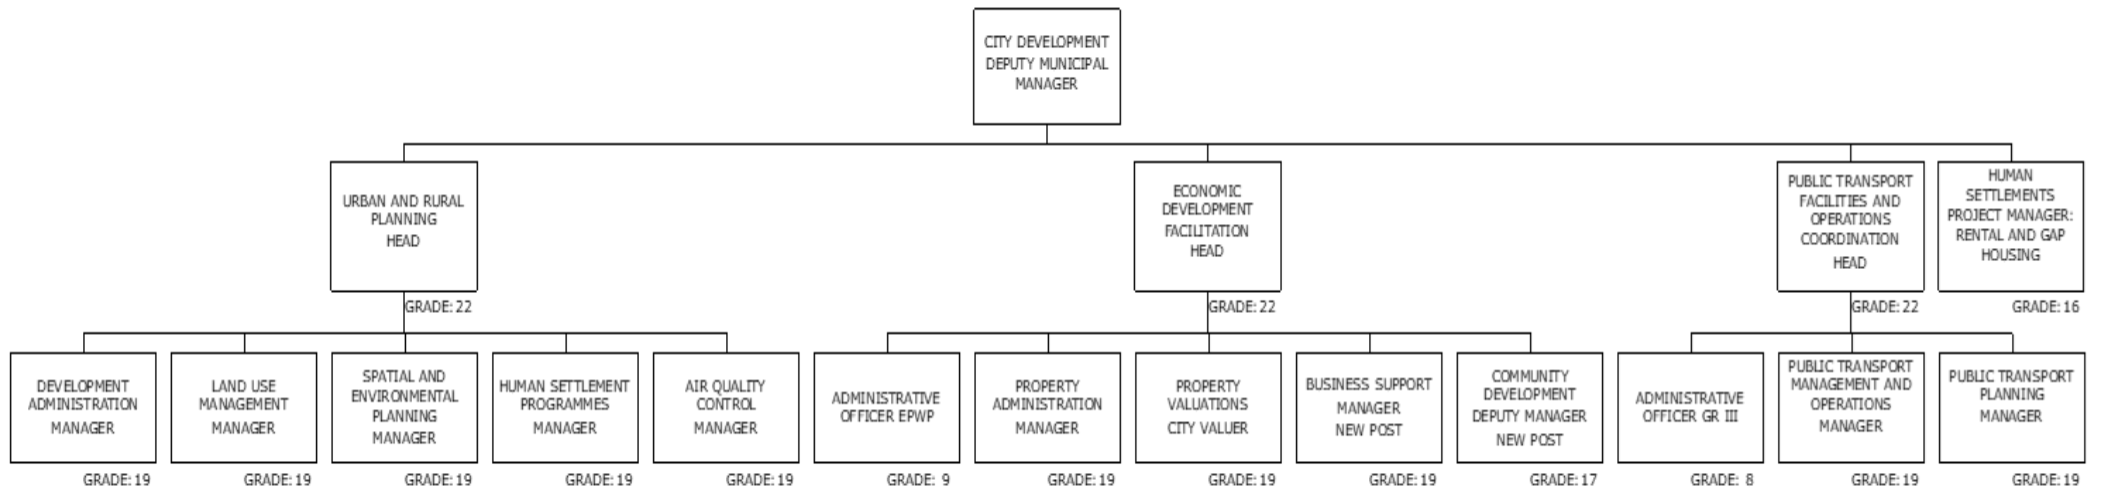 CITY DEVELOPMENT
DEPUTY MUNICIPAL
MANAGER
URBAN AND RURAL
PLANNING
HEAD
GRADE: 22
ECONOMIC
DEVELOPMENT
FACILITATION
HEAD
GRADE: 22
PUBLIC TRANSPORT
FACILITIES AND
OPERATIONS
COORDINATION
HEAD
GRADE: 22
HUMAN
SETTLEMENTS
PROJECT MANAGER:
RENTAL AND GAP
HOUSING
GRADE: 16
DEVELOPMENT
ADMINISTRATION
MANAGER
GRADE: 19
LAND USE
MANAGEMENT
MANAGER
GRADE: 19
SPATIAL AND
ENVIRONMENTAL
PLANNING
MANAGER
GRADE: 19
HUMAN SETTLEMENT
PROGRAMMES
MANAGER
GRADE: 19
AIR QUALITY
CONTROL
MANAGER
GRADE: 19
ADMINISTRATIVE
OFFICER EPWP
GRADE: 9
PROPERTY
ADMINISTRATION
MANAGER
GRADE: 19
PROPERTY
VALUATIONS
CITY VALUER
GRADE: 19
BUSINESS SUPPORT
MANAGER
NEW POST
GRADE: 19
COMMUNITY
DEVELOPMENT
DEPUTY MANAGER
NEW POST
GRADE: 17
ADMINISTRATIVE
OFFICER GR III
GRADE: 8
PUBLIC TRANSPORT
MANAGEMENT AND
OPERATIONS
MANAGER
GRADE: 19
PUBLIC TRANSPORT
PLANNING
MANAGER
GRADE: 19